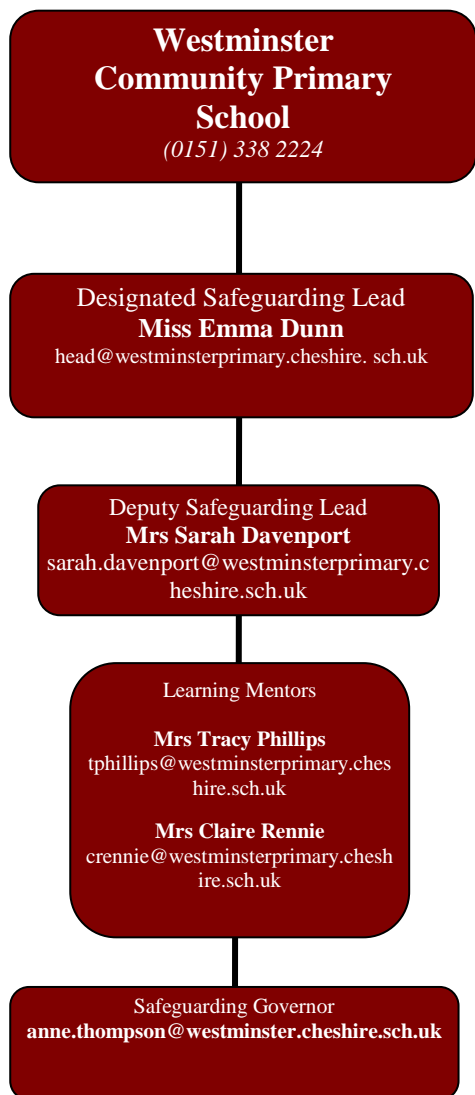 Westminster
Community Primary
School
(0151) 338 2224
Designated Safeguarding Lead
Miss Emma Dunn
head@westminsterprimary.cheshire. sch.uk
Deputy Safeguarding Lead
Mrs Sarah Davenport
sarah.davenport@westminsterprimary.c
heshire.sch.uk
Learning Mentors
Mrs Tracy Phillips
tphillips@westminsterprimary.ches
hire.sch.uk
Mrs Claire Rennie
crennie@westminsterprimary.chesh
ire.sch.uk
Safeguarding Governor
anne.thompson@westminster.cheshire.sch.uk